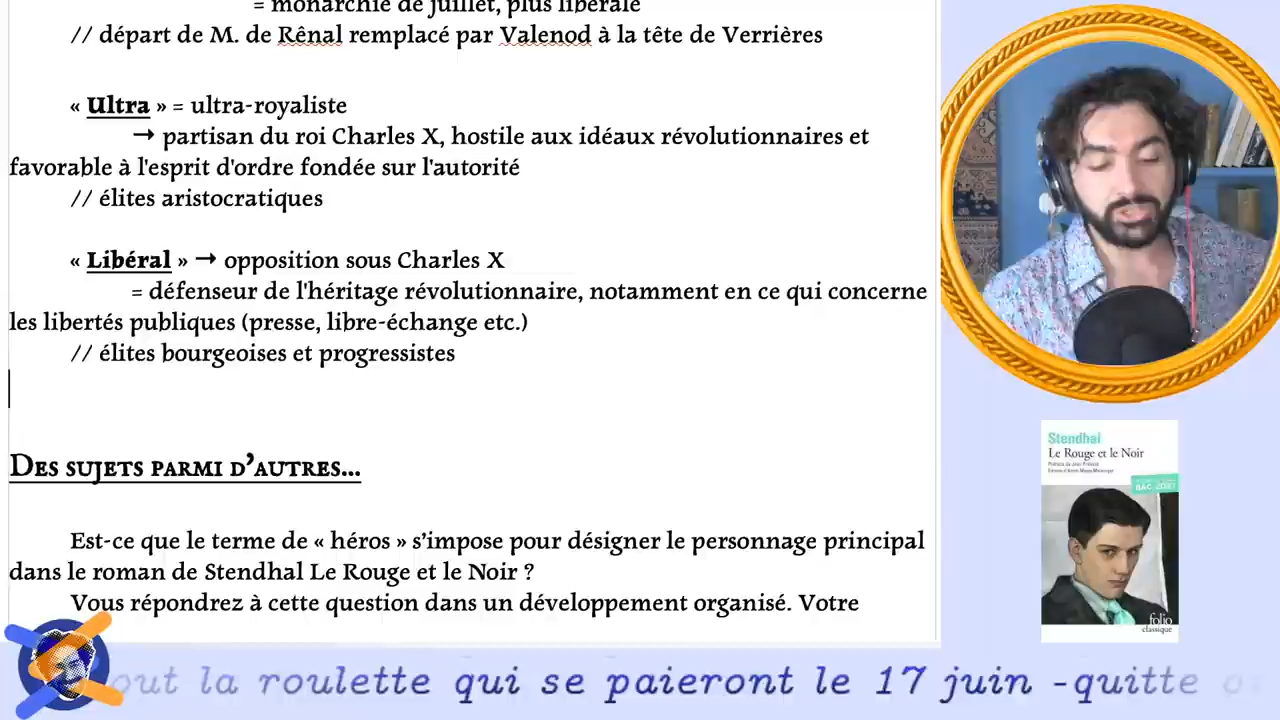 = monarchie de juillet, plus libérale
// départ de M. de Rênal remplacé par Valenod à la tête de Verrières
« Ultra » = ultra-royaliste
→ partisan du roi Charles X, hostile aux idéaux révolutionnaires et
favorable à l'esprit d'ordre fondée sur l'autorité
// élites aristocratiques
« Libéral » → opposition sous Charles X
= défenseur de l'héritage révolutionnaire, notamment en ce qui concerne
les libertés publiques (presse, libre-échange etc.)
// élites bourgeoises et progressistes
Des sujets parmi d'autres...
Est-ce que le terme de « héros » s'impose pour désigner le personnage principal
dans le roman de Stendhal Le Rouge et le Noir ?
Vous répondrez à cette question dans un développement organisé. Votre
Stendhal
Le Rouge et le Noir
BAC 2021
folio
classique
out la roulette qui se paieront le 17 juin -quitte